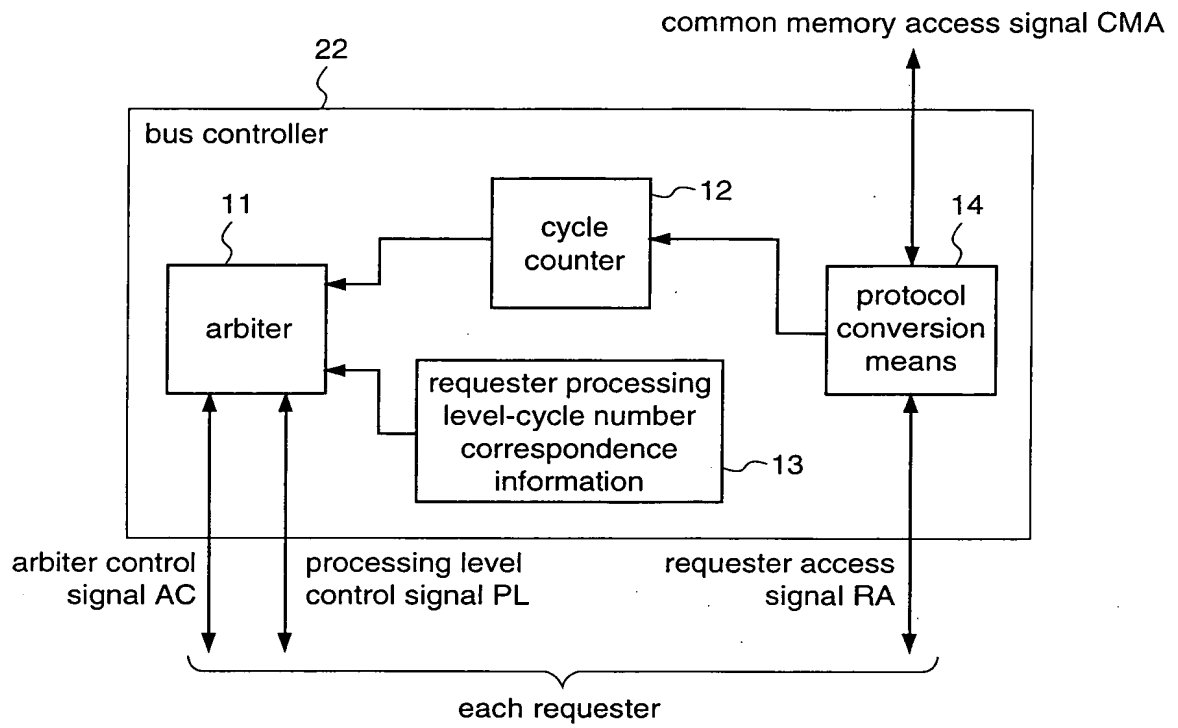 common memory access signal CMA
22
bus controller
12
11
14
cycle
counter
protocol
conversion
means
arbiter
requester processing
level-cycle number
correspondence
information
13
arbiter control
signal AC
processing level
control signal PL
requester access
signal RA
each requester